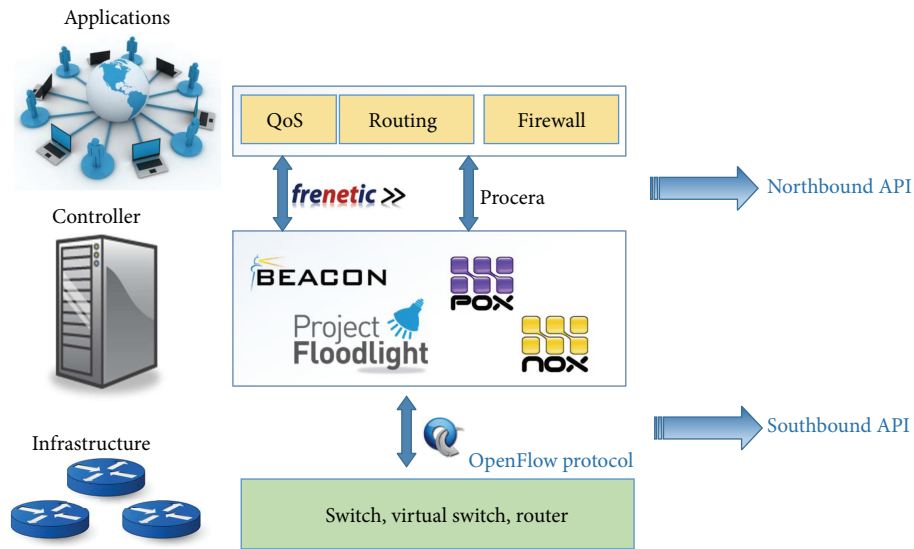 Applications
QoS
Routing
Firewall
frenetic >>
Procera
Northbound API
Controller
BEACON
POX
Project
Floodlight
nox
Southbound API
Infrastructure
OpenFlow protocol
Switch, virtual switch, router